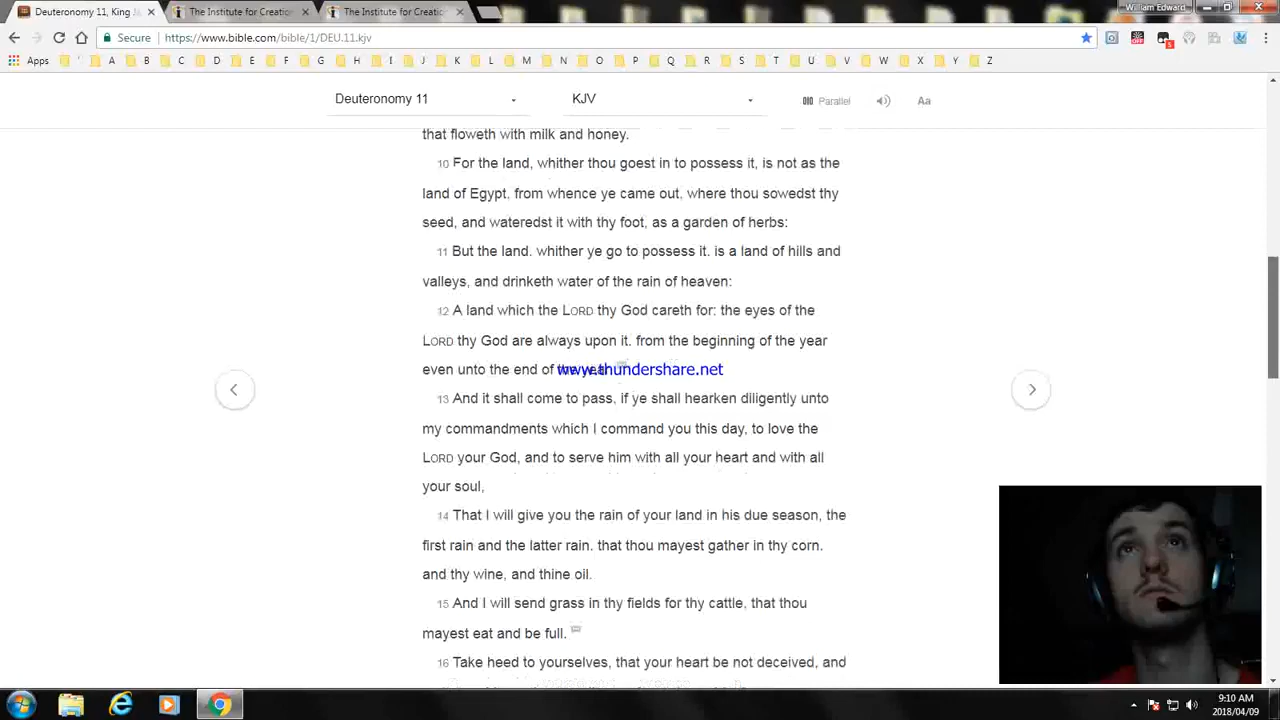 Deuteronomy 11, King J
The Institute for Creation
The Institute for Creation
William Edward
Secure
https://www.bible.com/bible/1/DEU.11.kjv
Apps A B C D E F G H I J K L M N O P Q R S T U V W X Y Z
Deuteronomy 11
KJV
Parallel
Aa
that floweth with milk and honey.
10 For the land, whither thou goest in to possess it, is not as the
land of Egypt, from whence ye came out, where thou sowedst thy
seed, and wateredst it with thy foot, as a garden of herbs:
11 But the land. whither ye go to possess it. is a land of hills and
valleys, and drinketh water of the rain of heaven:
12 A land which the LORD thy God careth for: the eyes of the
LORD thy God are always upon it. from the beginning of the year
even unto the end of the year.
www.thundershare.net
13 And it shall come to pass, if ye shall hearken diligently unto
my commandments which I command you this day, to love the
LORD your God, and to serve him with all your heart and with all
your soul,
14 That I will give you the rain of your land in his due season, the
first rain and the latter rain. that thou mayest gather in thy corn.
and thy wine, and thine oil.
15 And I will send grass in thy fields for thy cattle, that thou
mayest eat and be full.
16 Take heed to yourselves, that your heart be not deceived, and
9:10 AM
2018/04/09